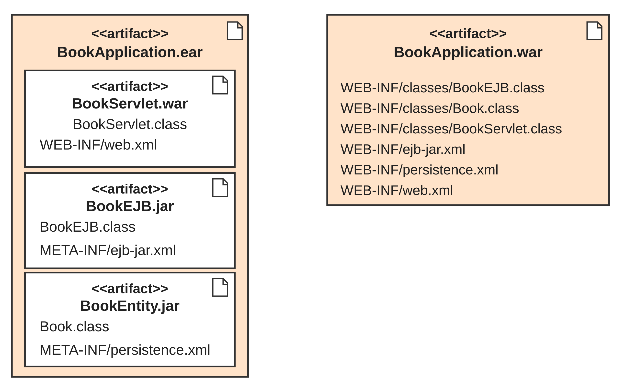 <<artifact>>
BookApplication.ear
<<artifact>>
BookServlet.war
BookServlet.class
WEB-INF/web.xml
<<artifact>>
BookEJB.jar
BookEJB.class
META-INF/ejb-jar.xml
<<artifact>>
BookEntity.jar
Book.class
META-INF/persistence.xml
<<artifact>>
BookApplication.war
WEB-INF/classes/BookEJB.class
WEB-INF/classes/Book.class
WEB-INF/classes/BookServlet.class
WEB-INF/ejb-jar.xml
WEB-INF/persistence.xml
WEB-INF/web.xml